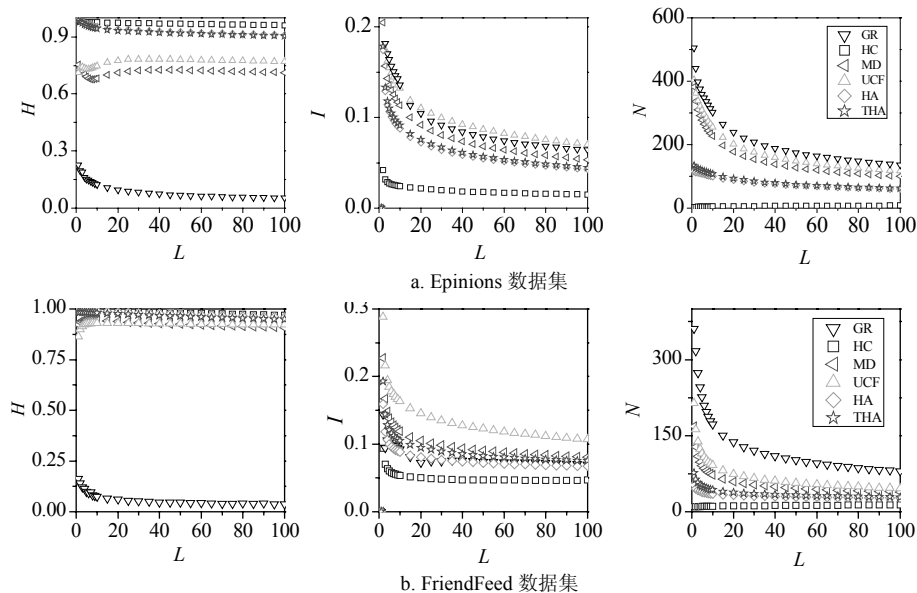 0.9
0.6
0.3
0.0
H
0 20 40 60 80 100
L
0.2
0.1
0.0
I
0 20 40 60 80 100
L
600
400
200
0
N
GR
HC
MD
UCF
HA
THA
0 20 40 60 80 100
L
a. Epinions 数据集
1.00
0.75
0.50
0.25
0.00
H
0 20 40 60 80 100
L
0.3
0.2
0.1
0.0
I
0 20 40 60 80 100
L
300
150
0
N
GR
HC
MD
UCF
HA
THA
0 20 40 60 80 100
L
b. FriendFeed 数据集